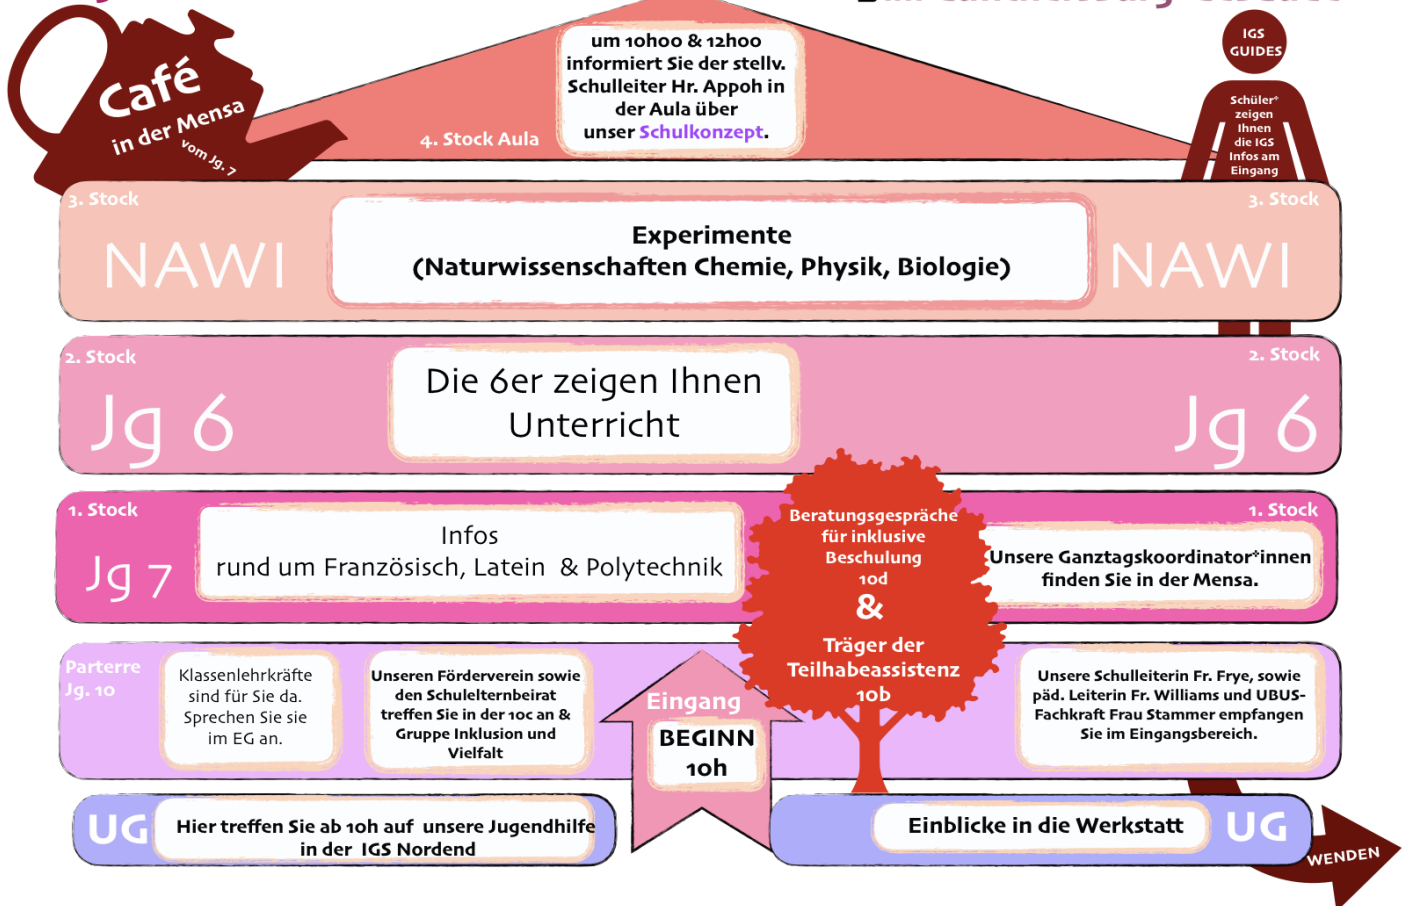 Café
in der Mensa
vom Jg. 7
um 10h00 & 12h00
informiert Sie der stellv.
Schulleiter Hr. Appoh in
der Aula über
unser Schulkonzept.
4. Stock Aula
IGS
GUIDES
Schüler*
zeigen
Ihnen
die IGS
Infos am
Eingang
3. Stock
NAWI
Experimente
(Naturwissenschaften Chemie, Physik, Biologie)
3. Stock
NAWI
2. Stock
Jg 6
Die 6er zeigen Ihnen
Unterricht
2. Stock
Jg 6
1. Stock
Jg 7
Infos
rund um Französisch, Latein & Polytechnik
Beratungsgespräche
für inklusive
Beschulung
10d
&
Träger der
Teilhabeassistenz
10b
1. Stock
Unsere Ganztagskoordinator*innen
finden Sie in der Mensa.
Parterre
Jg. 10
Klassenlehrkräfte
sind für Sie da.
Sprechen Sie sie
im EG an.
Unseren Förderverein sowie
den Schulelternbeirat
treffen Sie in der 10c an &
Gruppe Inklusion und
Vielfalt
Eingang
BEGINN
10h
Unsere Schulleiterin Fr. Frye, sowie
päd. Leiterin Fr. Williams und UBUS-
Fachkraft Frau Stammer empfangen
Sie im Eingangsbereich.
UG
Hier treffen Sie ab 10h auf unsere Jugendhilfe
in der IGS Nordend
Einblicke in die Werkstatt
UG
WENDEN